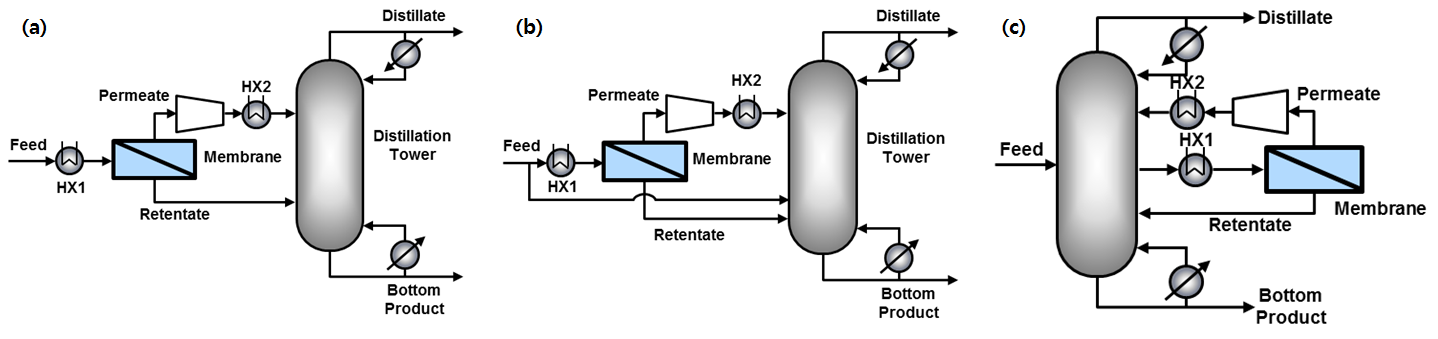 (a)
Distillate
HX2
Permeate
Feed
Membrane
HX1
Retentate
Distillation
Tower
Bottom
Product
(b)
Distillate
HX2
Permeate
Feed
Membrane
HX1
Retentate
Distillation
Tower
Bottom
Product
(c)
Distillate
HX2
Permeate
Feed
HX1
Membrane
Retentate
Bottom
Product